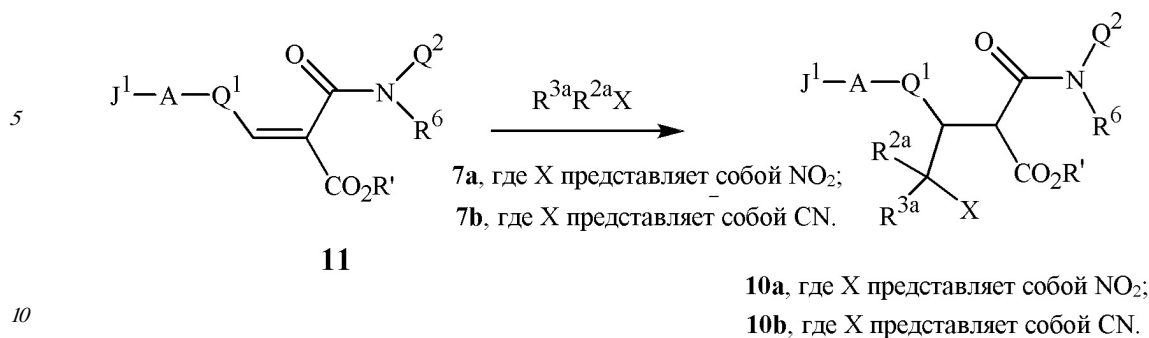 O Q² O Q²
J¹—A—Q¹ N R³ᵃR²ᵃX J¹—A—Q¹ N
5 R⁶ R⁶
R²ᵃ
CO₂R' 7a, где X представляет собой NO₂; CO₂R'
7b, где X представляет собой CN. R³ᵃ X
11
10a, где X представляет собой NO₂;
10 10b, где X представляет собой CN.